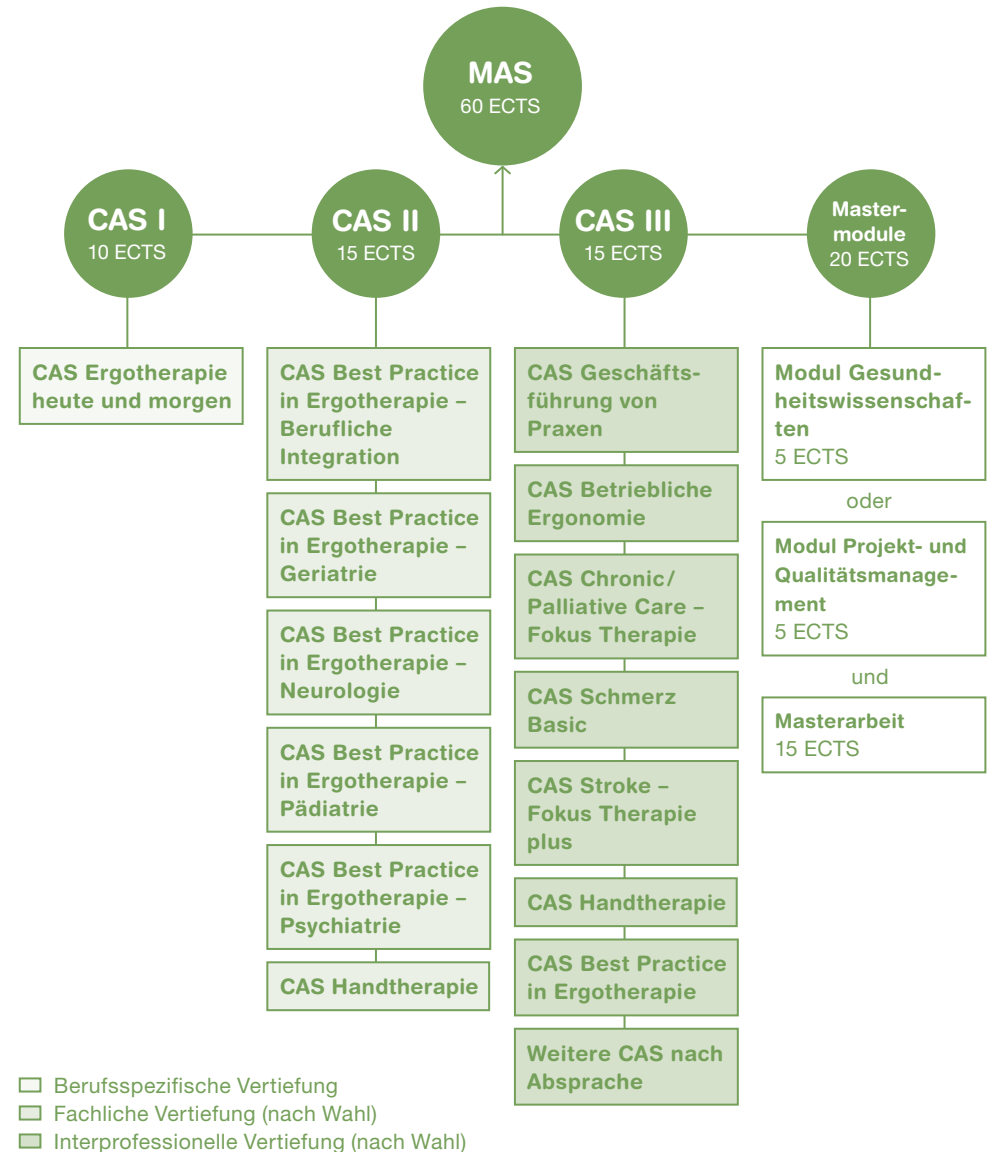 MAS
60 ECTS
CAS I
10 ECTS
CAS II
15 ECTS
CAS III
15 ECTS
Master-
module
20 ECTS
CAS Ergotherapie
heute und morgen
CAS Best Practice
in Ergotherapie –
Berufliche
Integration
CAS Best Practice
in Ergotherapie –
Geriatrie
CAS Best Practice
in Ergotherapie –
Neurologie
CAS Best Practice
in Ergotherapie –
Pädiatrie
CAS Best Practice
in Ergotherapie –
Psychiatrie
CAS Handtherapie
CAS Geschäfts-
führung von
Praxen
CAS Betriebliche
Ergonomie
CAS Chronic/
Palliative Care –
Fokus Therapie
CAS Schmerz
Basic
CAS Stroke –
Fokus Therapie
plus
CAS Handtherapie
CAS Best Practice
in Ergotherapie
Weitere CAS nach
Absprache
Modul Gesund-
heitswissenschaf-
ten
5 ECTS
oder
Modul Projekt- und
Qualitätsmanage-
ment
5 ECTS
und
Masterarbeit
15 ECTS
Berufsspezifische Vertiefung
Fachliche Vertiefung (nach Wahl)
Interprofessionelle Vertiefung (nach Wahl)